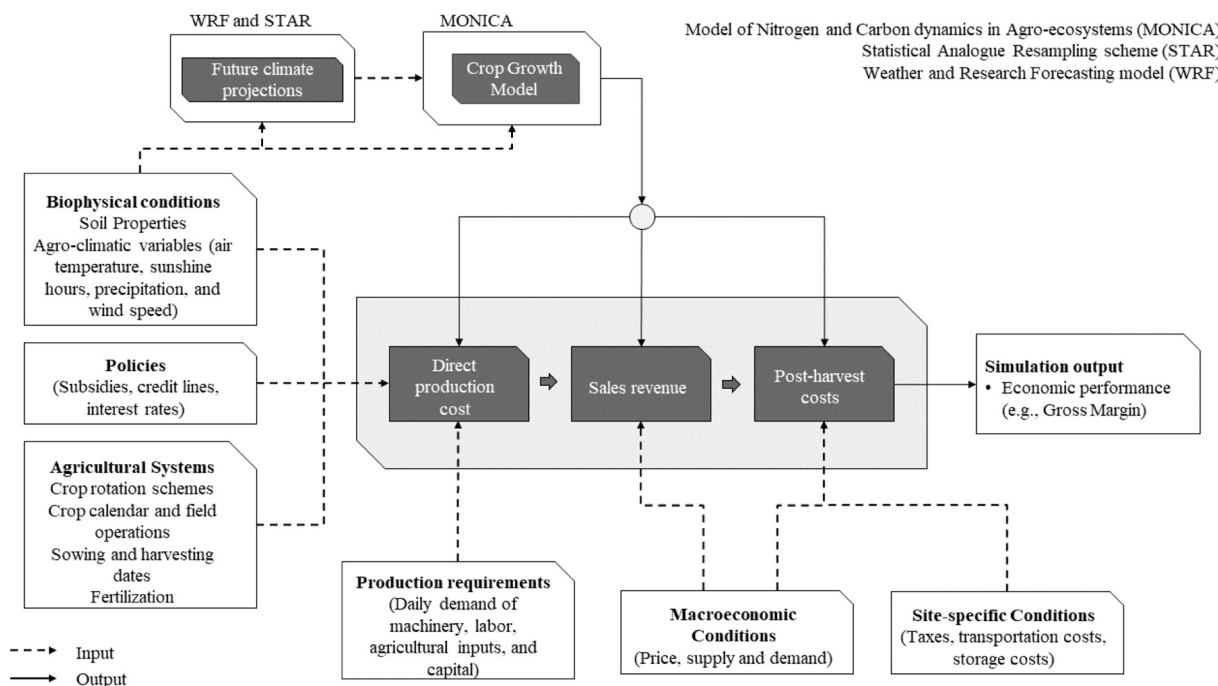 WRF and STAR
MONICA
Model of Nitrogen and Carbon dynamics in Agro-ecosystems (MONICA)
Statistical Analogue Resampling scheme (STAR)
Weather and Research Forecasting model (WRF)
Future climate
projections
Crop Growth
Model
Biophysical conditions
Soil Properties
Agro-climatic variables (air
temperature, sunshine
hours, precipitation, and
wind speed)
Policies
(Subsidies, credit lines,
interest rates)
Agricultural Systems
Crop rotation schemes
Crop calendar and field
operations
Sowing and harvesting
dates
Fertilization
Direct
production
cost
Sales revenue
Post-harvest
costs
Simulation output
• Economic performance
(e.g., Gross Margin)
Production requirements
(Daily demand of
machinery, labor,
agricultural inputs, and
capital)
Macroeconomic
Conditions
(Price, supply and demand)
Site-specific Conditions
(Taxes, transportation costs,
storage costs)
Input
Output